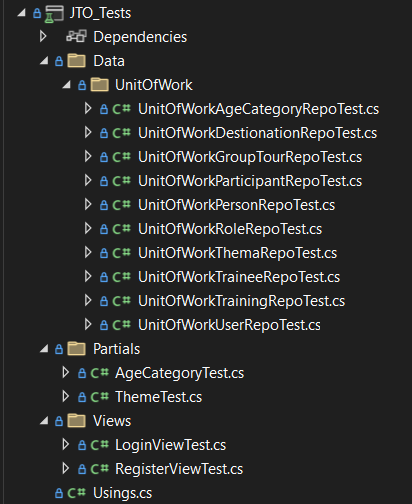 JTO_Tests
Dependencies
Data
UnitOfWork
C# UnitOfWorkAgeCategoryRepoTest.cs
C# UnitOfWorkDestionationRepoTest.cs
C# UnitOfWorkGroupTourRepoTest.cs
C# UnitOfWorkParticipantRepoTest.cs
C# UnitOfWorkPersonRepoTest.cs
C# UnitOfWorkRoleRepoTest.cs
C# UnitOfWorkThemaRepoTest.cs
C# UnitOfWorkTraineeRepoTest.cs
C# UnitOfWorkTrainingRepoTest.cs
C# UnitOfWorkUserRepoTest.cs
Partials
C# AgeCategoryTest.cs
C# ThemeTest.cs
Views
C# LoginViewTest.cs
C# RegisterViewTest.cs
C# Usings.cs